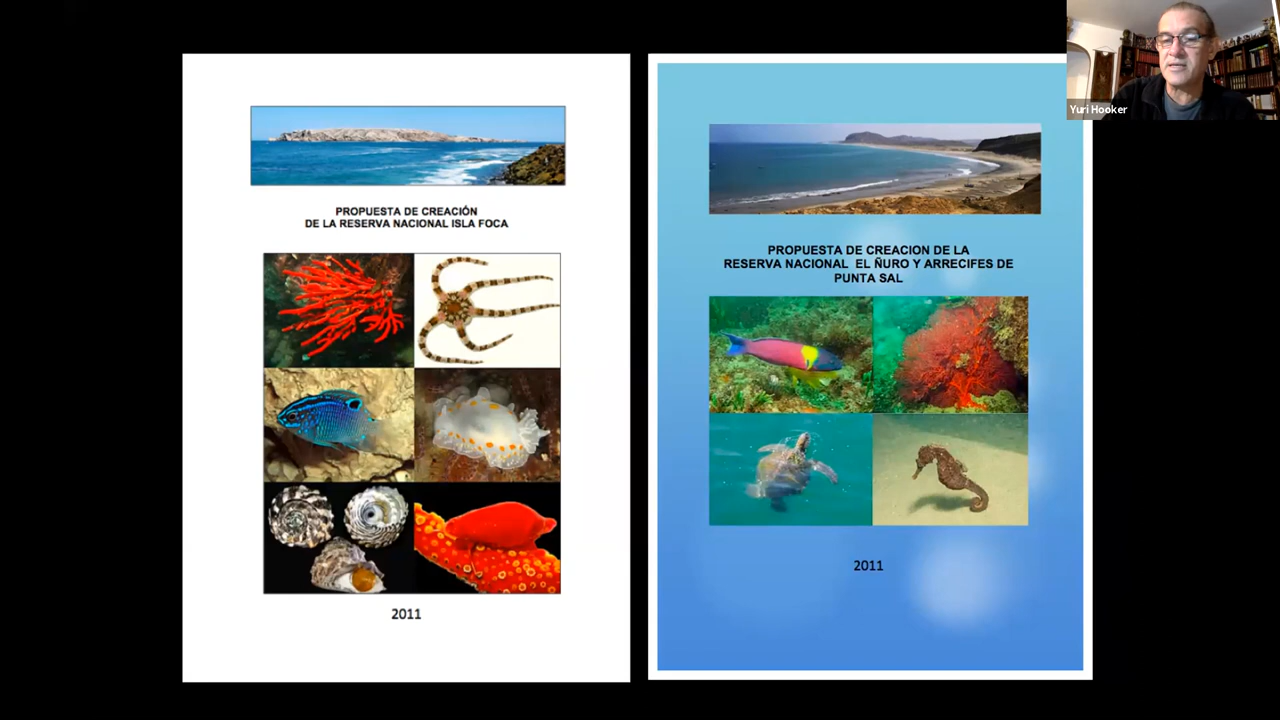 PROPUESTA DE CREACIÓN
DE LA RESERVA NACIONAL ISLA FOCA
2011
PROPUESTA DE CREACION DE LA
RESERVA NACIONAL EL ÑURO Y ARRECIFES DE
PUNTA SAL
2011
Yuri Hooker